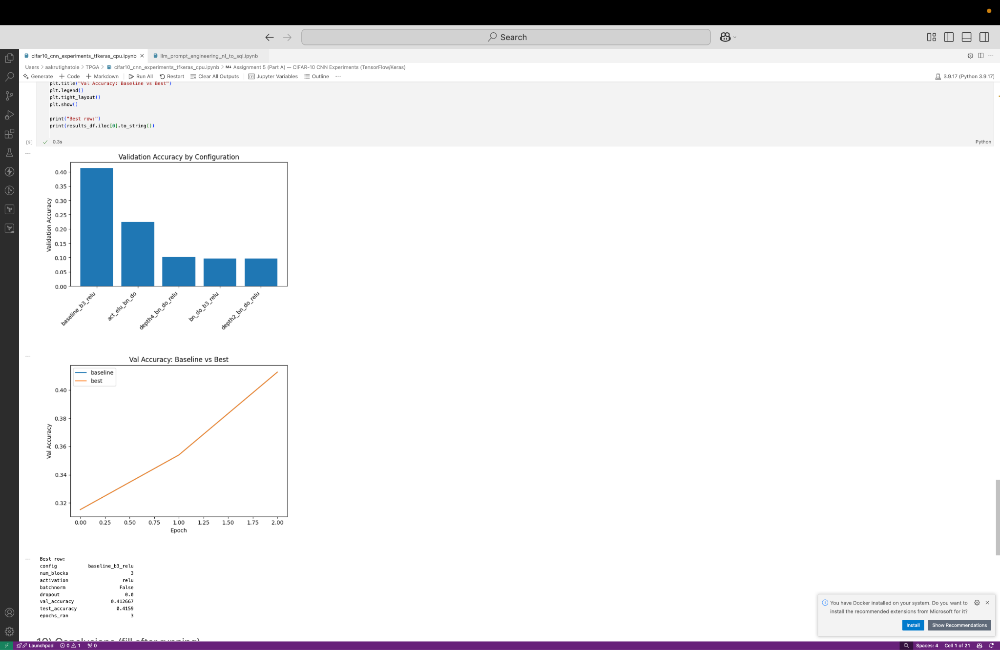 Search
cifar10_cnn_experiments_tfkeras_cpu.ipynb
llm_prompt_engineering_nl_to_sql.ipynb
Users > aakrutighatole > TPGA > cifar10_cnn_experiments_tfkeras_cpu.ipynb > M↓ Assignment 5 (Part A) — CIFAR-10 CNN Experiments (TensorFlow/Keras)
Generate + Code + Markdown Run All Restart Clear All Outputs Jupyter Variables Outline ... 3.9.17 (Python 3.9.17)
plt.title("Val Accuracy: Baseline vs Best")
plt.legend()
plt.tight_layout()
plt.show()
print("Best row:")
print(results_df.iloc[0].to_string())
[9] 0.3s Python
Validation Accuracy by Configuration
Validation Accuracy
0.40
0.35
0.30
0.25
0.20
0.15
0.10
0.05
0.00
baseline_b3_relu
act_elu_bn_do
depth4_bn_do_relu
bn_do_b3_relu
depth2_bn_do_relu
Val Accuracy: Baseline vs Best
baseline
best
Val Accuracy
0.40
0.38
0.36
0.34
0.32
0.00 0.25 0.50 0.75 1.00 1.25 1.50 1.75 2.00
Epoch
Best row:
config baseline_b3_relu
num_blocks 3
activation relu
batchnorm False
dropout 0.0
val_accuracy 0.412667
test_accuracy 0.4159
epochs_ran 3
10) Conclusions (fill after running)
You have Docker installed on your system. Do you want to
install the recommended extensions from Microsoft for it?
Install Show Recommendations
Launchpad 0 1 0 Spaces: 4 Cell 1 of 21